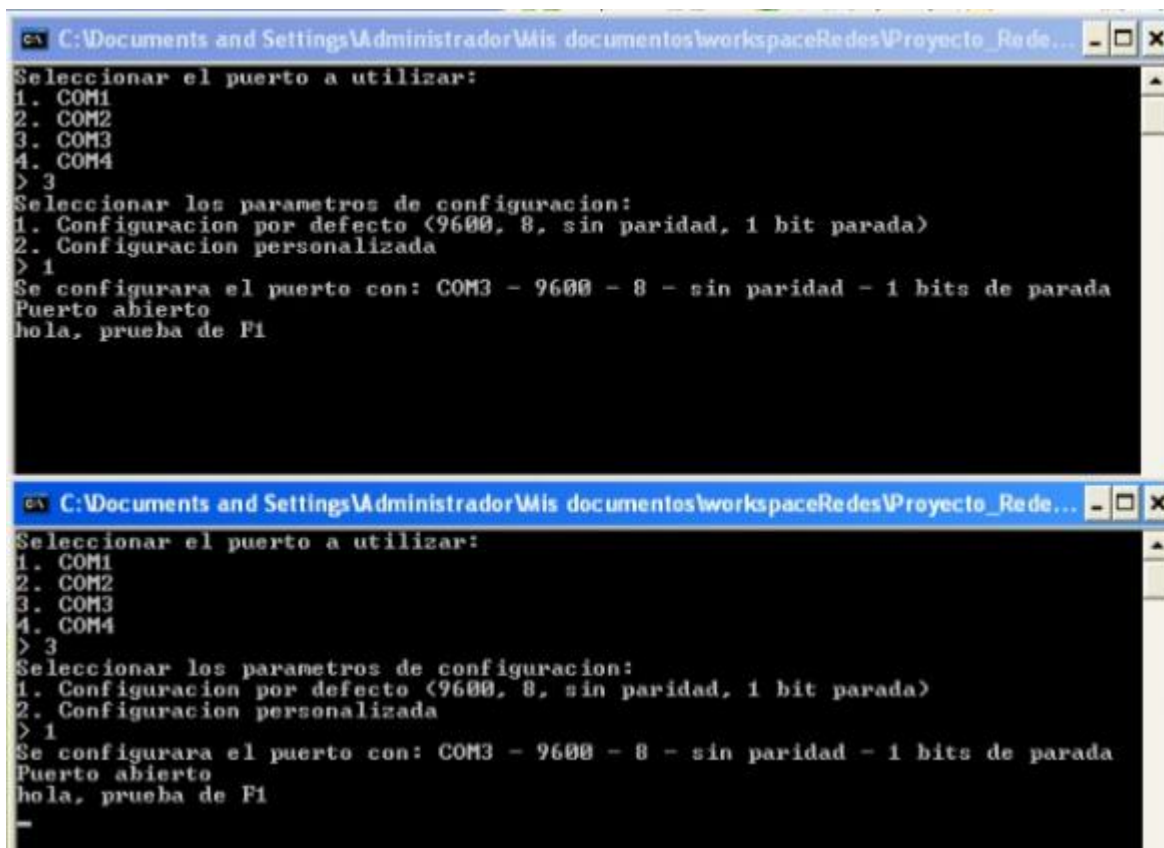 C:\Documents and Settings\Administrador\Mis documentos\workspaceRedes\Proyecto_Rede...
Seleccionar el puerto a utilizar:
1. COM1
2. COM2
3. COM3
4. COM4
> 3
Seleccionar los parametros de configuracion:
1. Configuracion por defecto (9600, 8, sin paridad, 1 bit parada)
2. Configuracion personalizada
> 1
Se configurara el puerto con: COM3 - 9600 - 8 - sin paridad - 1 bits de parada
Puerto abierto
hola, prueba de F1
C:\Documents and Settings\Administrador\Mis documentos\workspaceRedes\Proyecto_Rede...
Seleccionar el puerto a utilizar:
1. COM1
2. COM2
3. COM3
4. COM4
> 3
Seleccionar los parametros de configuracion:
1. Configuracion por defecto (9600, 8, sin paridad, 1 bit parada)
2. Configuracion personalizada
> 1
Se configurara el puerto con: COM3 - 9600 - 8 - sin paridad - 1 bits de parada
Puerto abierto
hola, prueba de F1